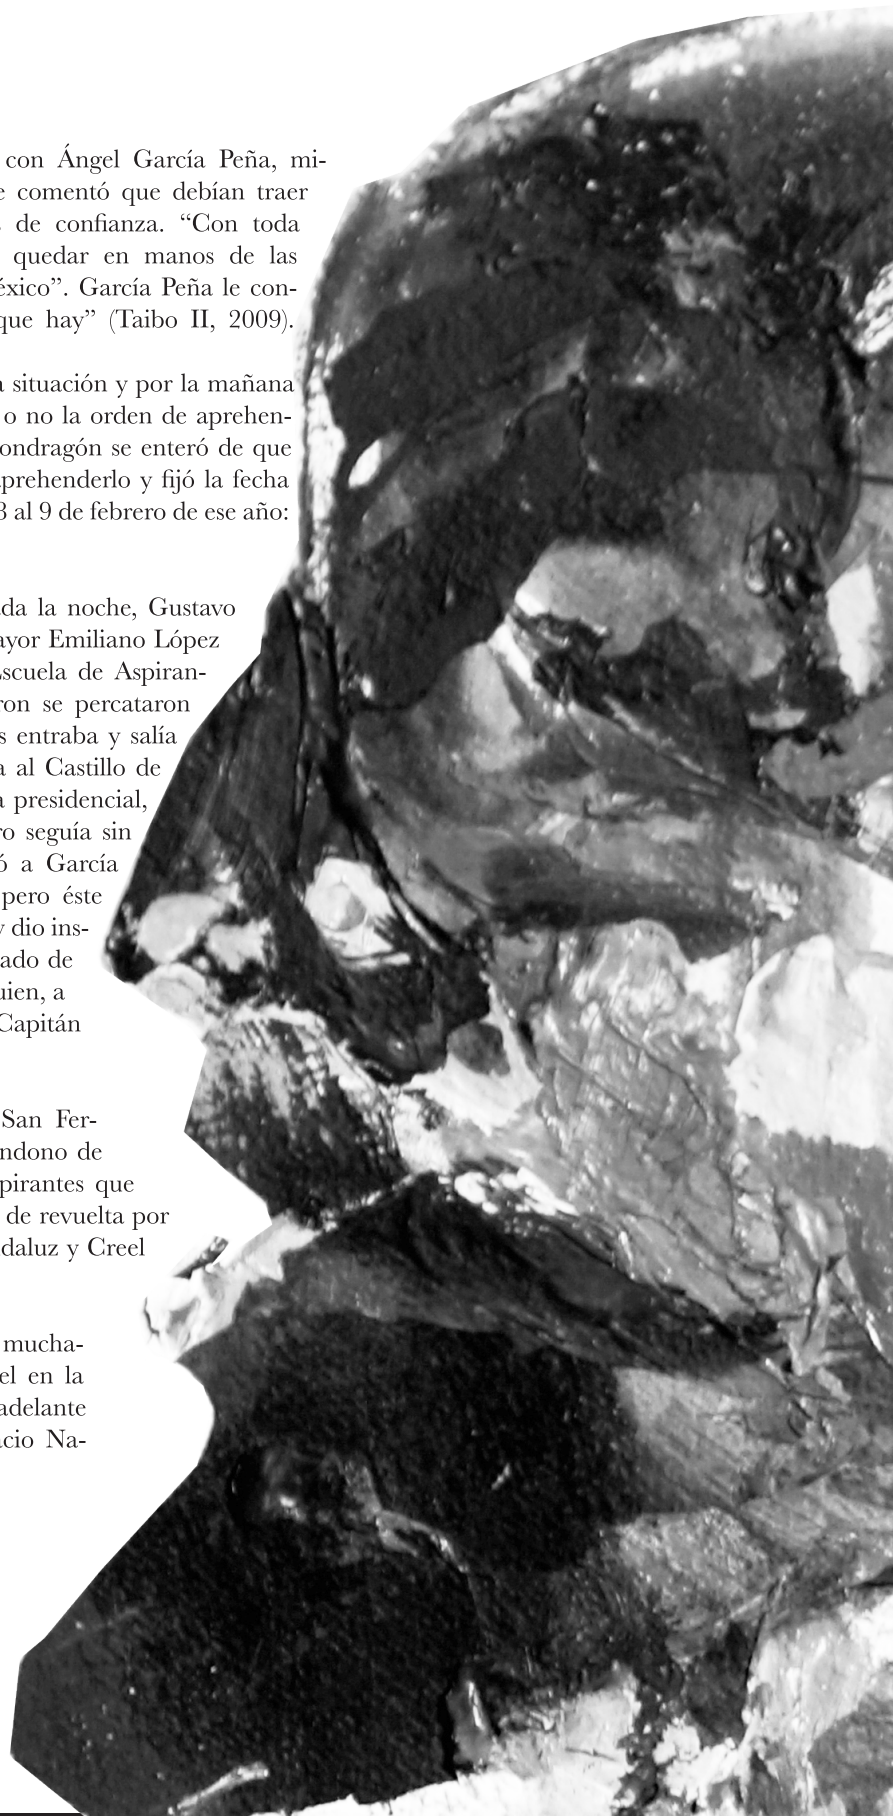 con Ángel García Peña, mi-
e comentó que debían traer
de confianza. “Con toda
quedar en manos de las
éxico”. García Peña le con-
que hay” (Taibo II, 2009).
a situación y por la mañana
o no la orden de aprehen-
ondragón se enteró de que
aprehenderlo y fijó la fecha
3 al 9 de febrero de ese año:
da la noche, Gustavo
ayor Emiliano López
Escuela de Aspiran-
ron se percataron
s entraba y salía
a al Castillo de
a presidencial,
ro seguía sin
ó a García
pero éste
y dio ins-
ado de
uien, a
Capitán
San Fer-
ndono de
pirantes que
de revuelta por
daluz y Creel
mucha-
el en la
adelante
acio Na-